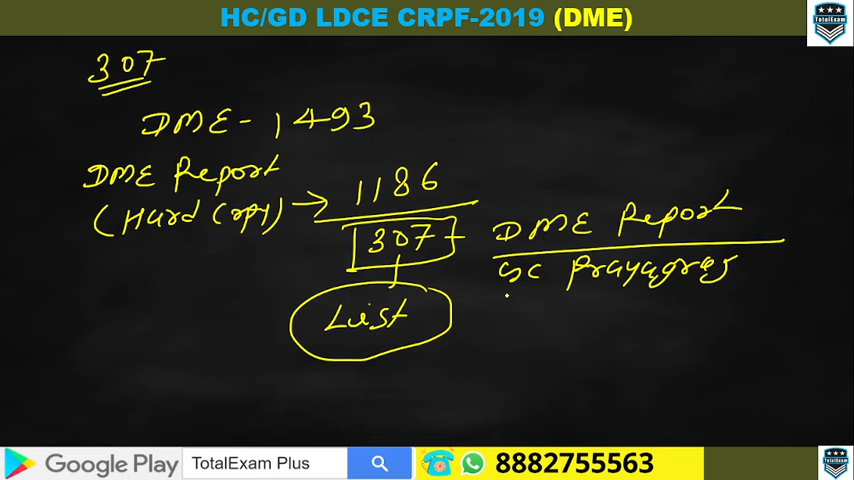 HC/GD LDCE CRPF-2019 (DME)
TotalExam
307
DME - 1493
DME Report
(Hard Copy) → 1186
307
List
DME Report
GC Prayagraj
Google Play
TotalExam Plus
8882755563
TotalExam